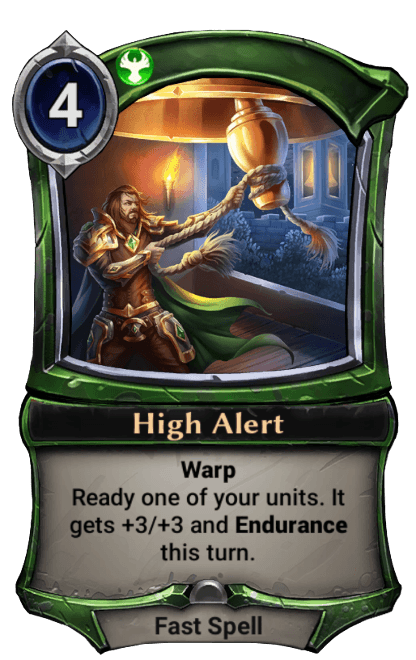 4
High Alert
Warp
Ready one of your units. It
gets +3/+3 and Endurance
this turn.
Fast Spell